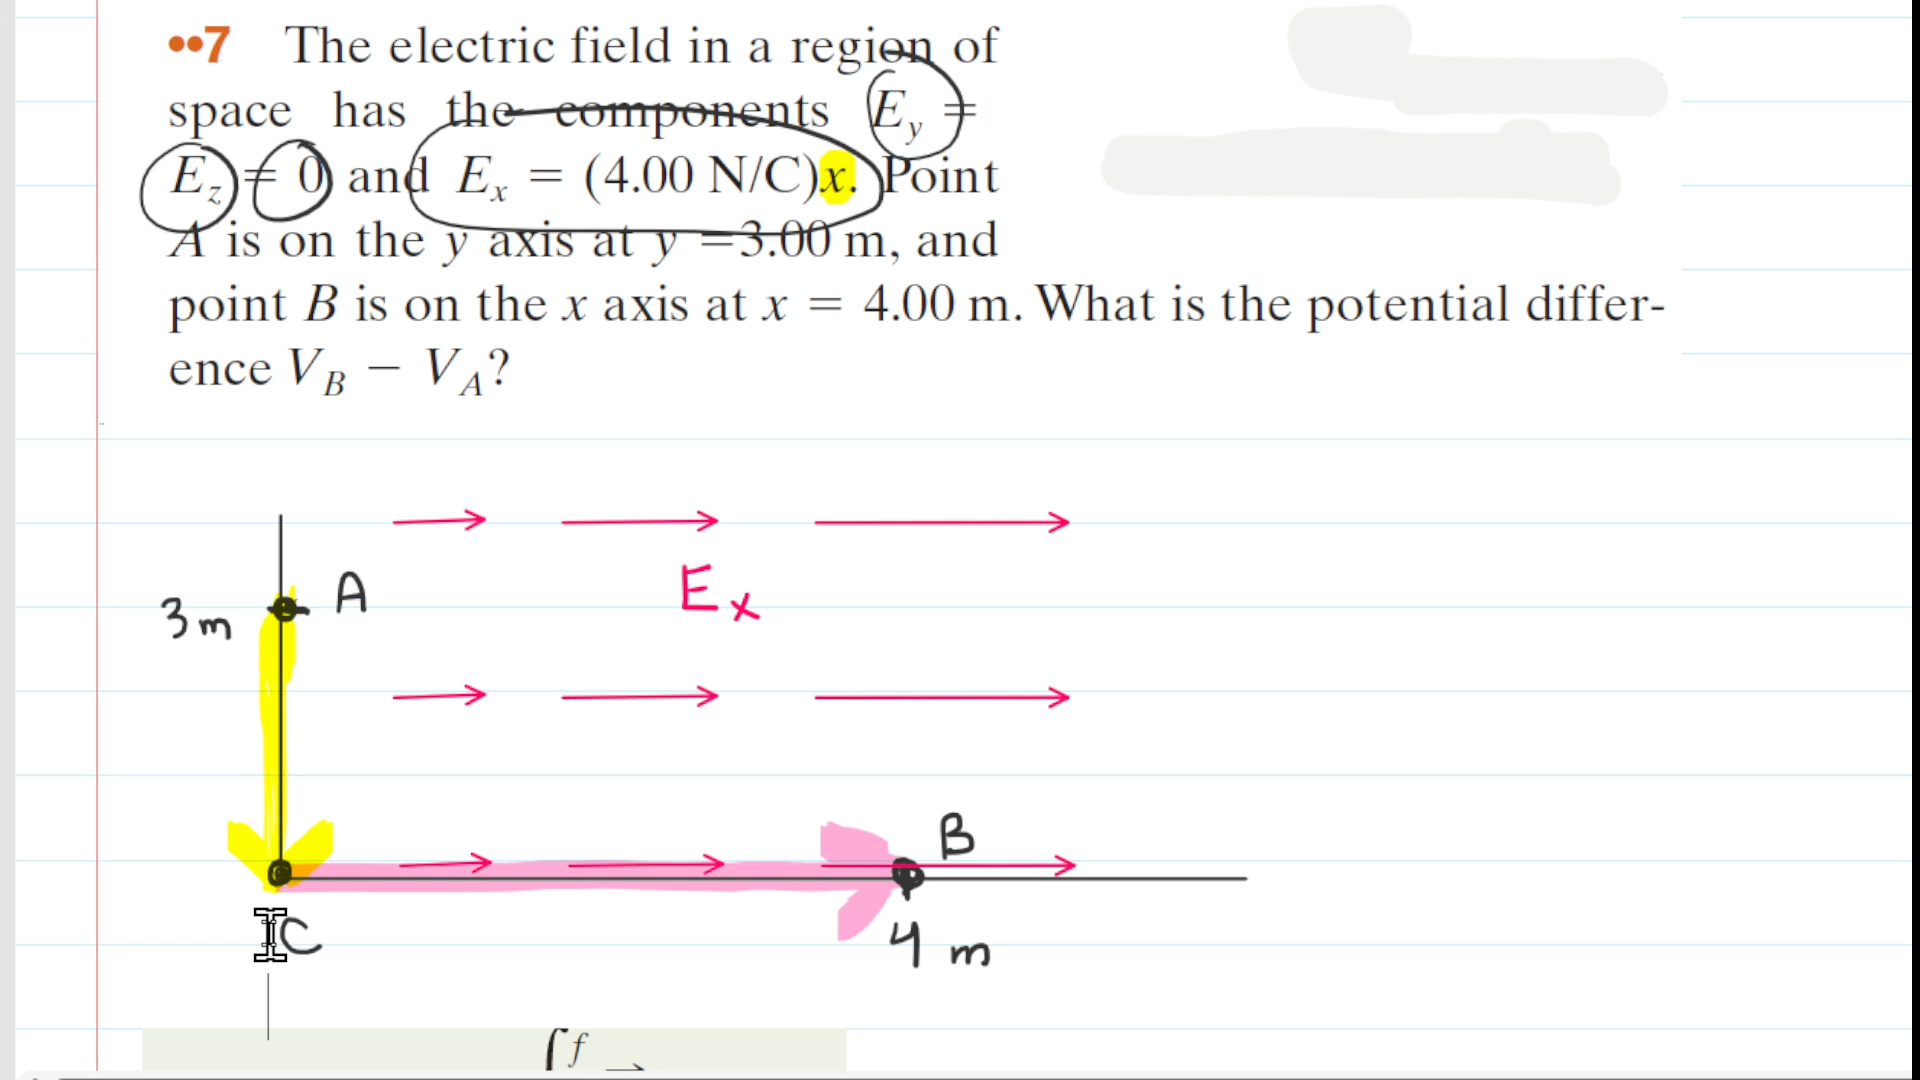 ••7 The electric field in a region of
space has the components E_y =
E_z = 0 and E_x = (4.00 N/C)x. Point
A is on the y axis at y =3.00 m, and
point B is on the x axis at x = 4.00 m. What is the potential differ-
ence V_B − V_A?
A
E_x
3 m
B
C
4 m
∫ f →